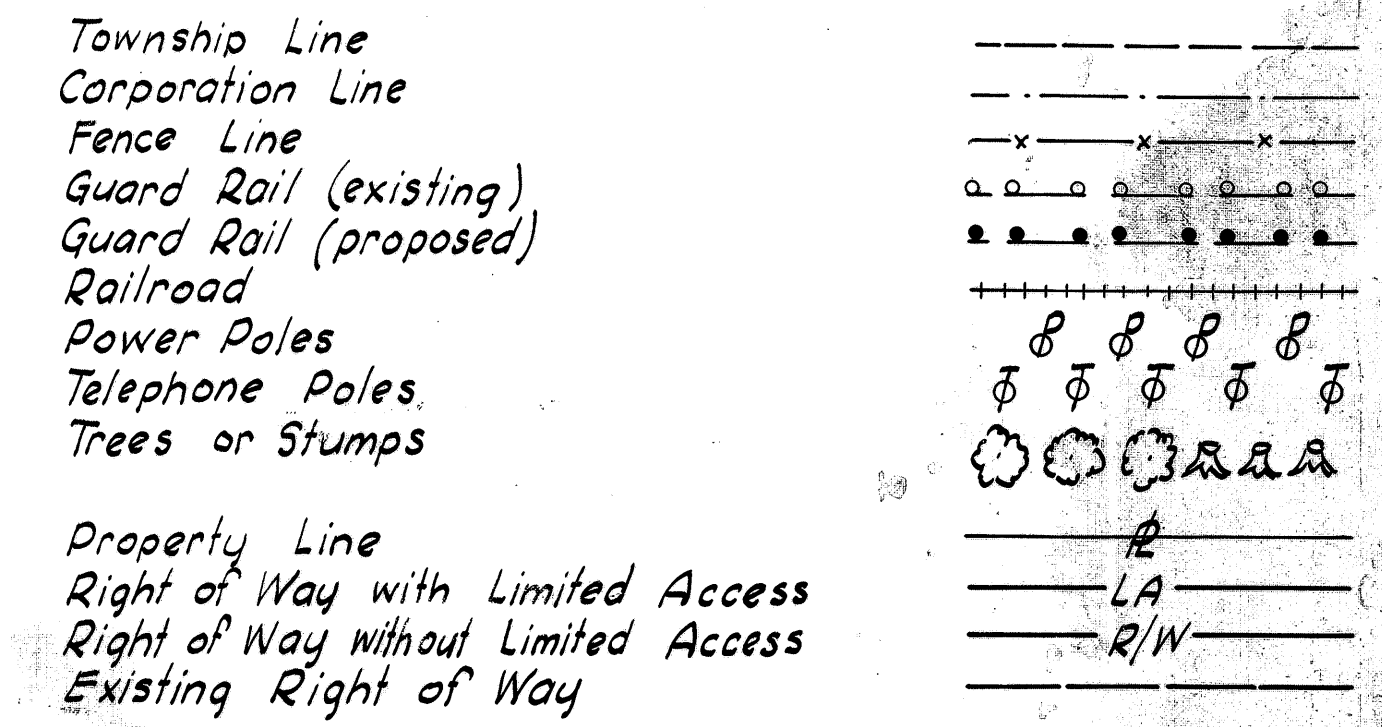 Township Line
Corporation Line
Fence Line
Guard Rail (existing)
Guard Rail (proposed)
Railroad
Power Poles
Telephone Poles
Trees or Stumps
Property Line PL
Right of Way with Limited Access LA
Right of Way without Limited Access R/W
Existing Right of Way